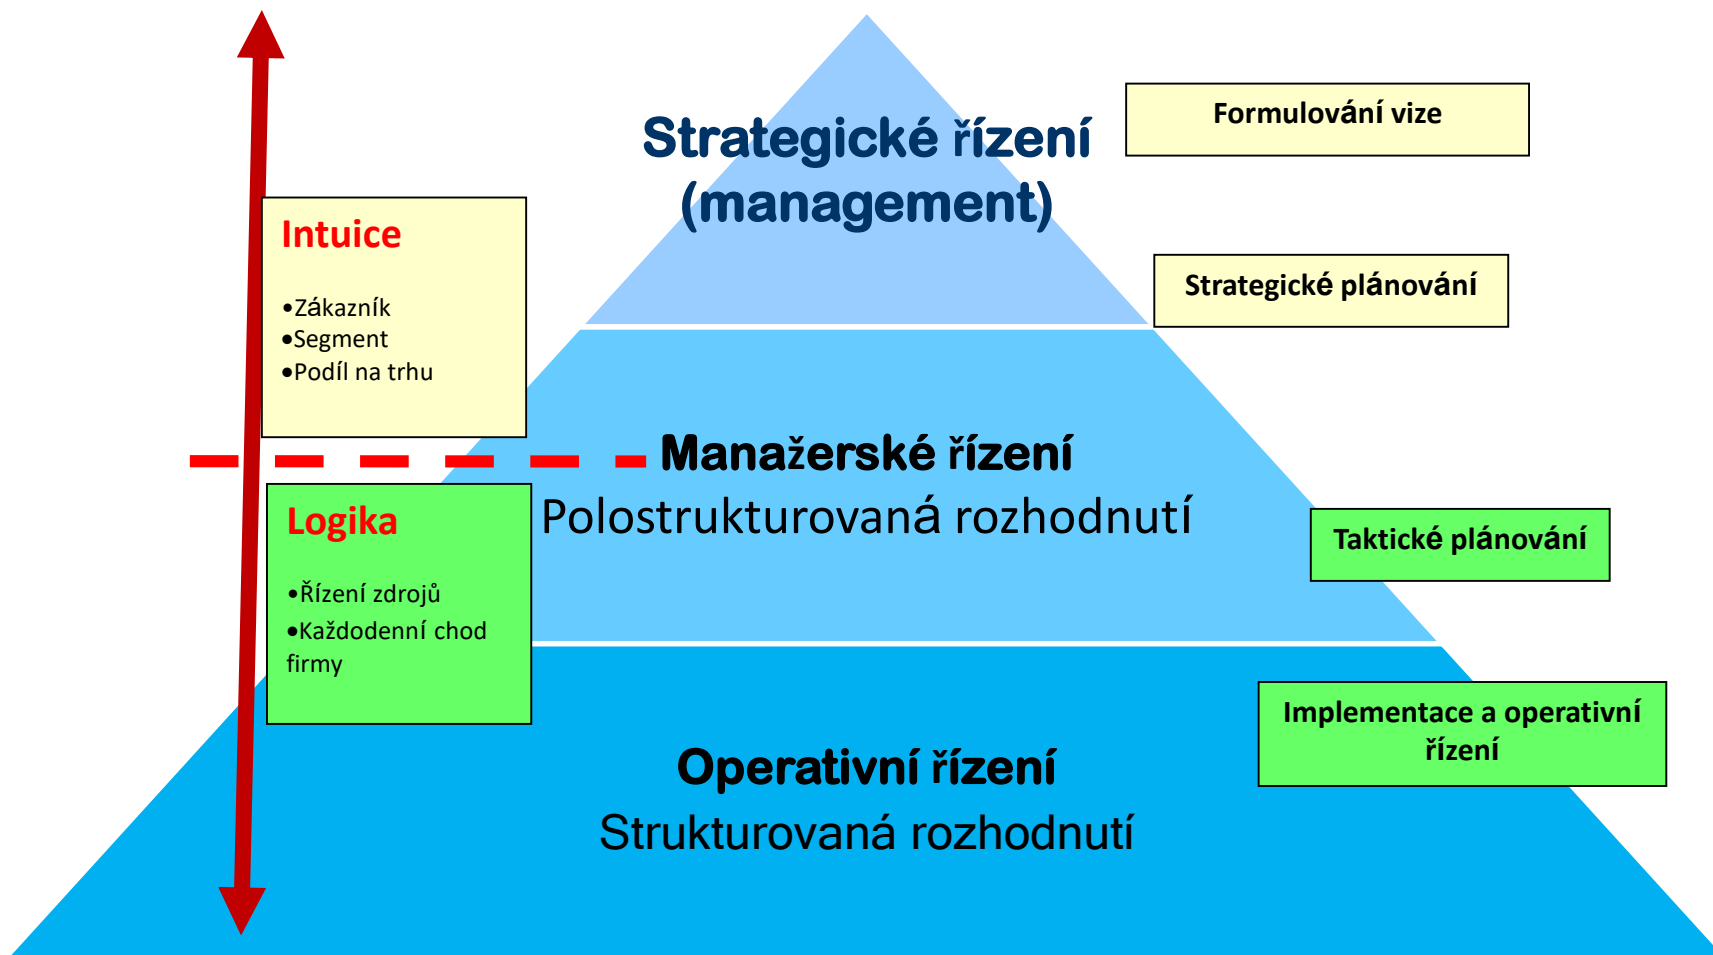 Strategické řízení
(management)
Formulování vize
Intuice
•Zákazník
•Segment
•Podíl na trhu
Strategické plánování
Manažerské řízení
Polostrukturovaná rozhodnutí
Logika
•Řízení zdrojů
•Každodenní chod
firmy
Taktické plánování
Implementace a operativní
řízení
Operativní řízení
Strukturovaná rozhodnutí